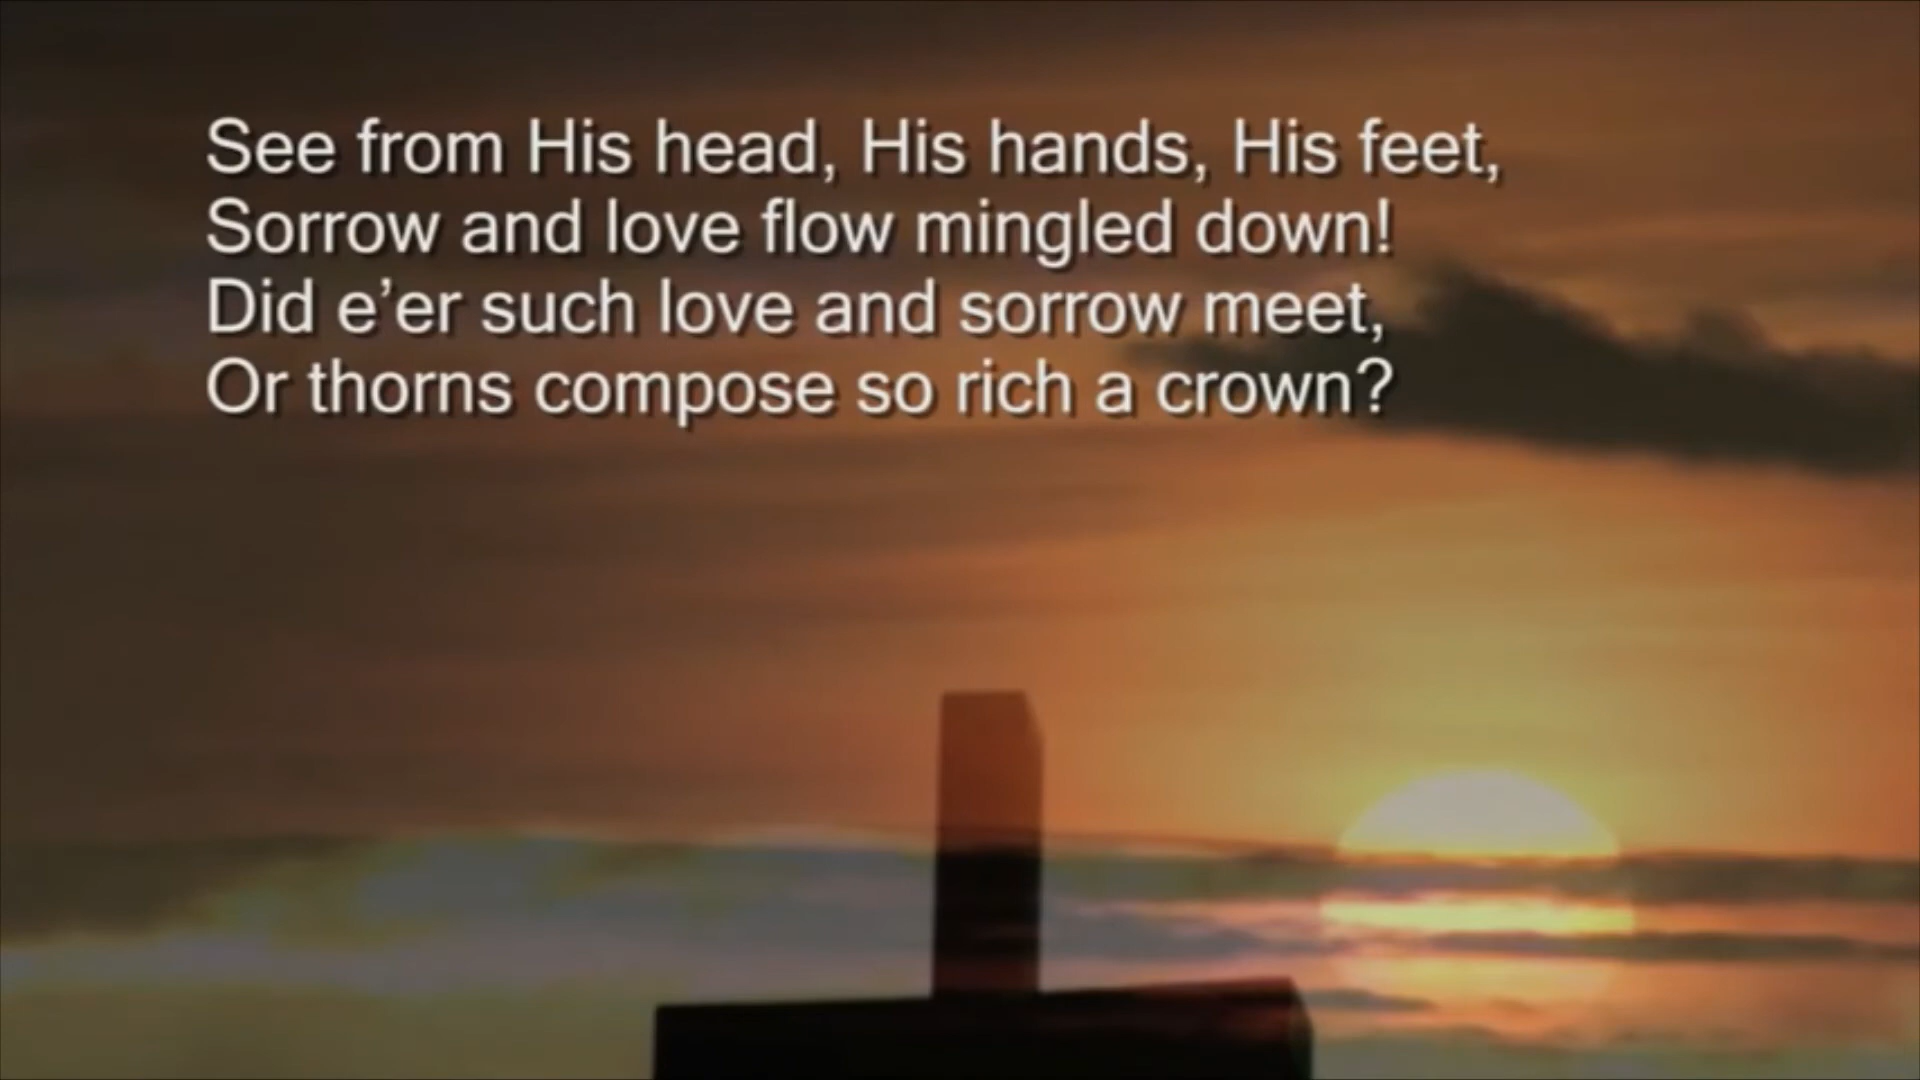 See from His head, His hands, His feet,
Sorrow and love flow mingled down!
Did e’er such love and sorrow meet,
Or thorns compose so rich a crown?